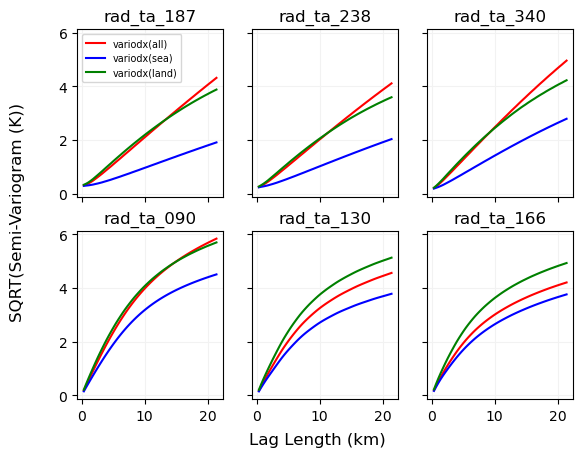 rad_ta_187 rad_ta_238 rad_ta_340
variodx(all)
variodx(sea)
variodx(land)
6
4
2
0
SQRT(Semi-Variogram (K))
rad_ta_090 rad_ta_130 rad_ta_166
6
4
2
0
0 10 20 0 10 20 0 10 20
Lag Length (km)